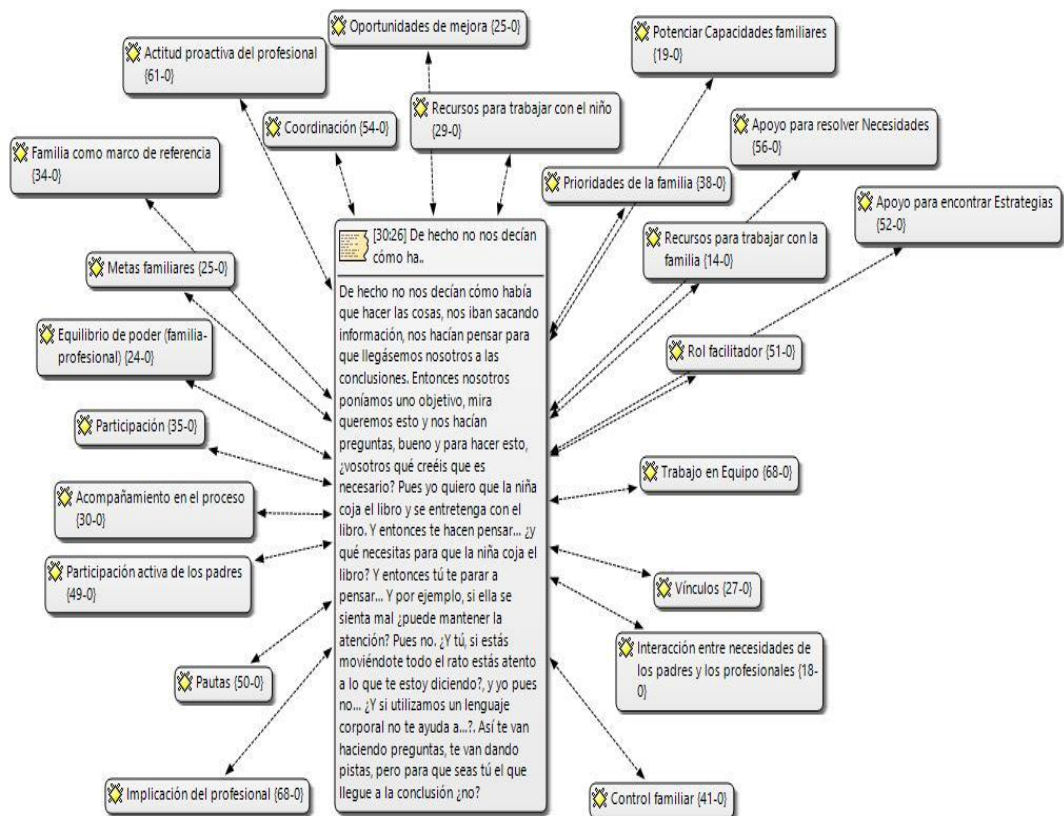 Oportunidades de mejora {25-0}
Potenciar Capacidades familiares
{19-0}
Actitud proactiva del profesional
{61-0}
Recursos para trabajar con el niño
{29-0}
Coordinación {54-0}
Apoyo para resolver Necesidades
{56-0}
Familia como marco de referencia
{34-0}
Prioridades de la familia {38-0}
Apoyo para encontrar Estrategias
{52-0}
Recursos para trabajar con la
familia {14-0}
Metas familiares {25-0}
Equilibrio de poder (familia-
profesional) {24-0}
Rol facilitador {51-0}
Participación {35-0}
Trabajo en Equipo {68-0}
Acompañamiento en el proceso
{30-0}
Participación activa de los padres
{49-0}
Vínculos {27-0}
Interacción entre necesidades de
los padres y los profesionales {18-
0}
Pautas {50-0}
Implicación del profesional {68-0}
Control familiar {41-0}
[30:26] De hecho no nos decían
cómo ha..
De hecho no nos decían cómo había
que hacer las cosas, nos iban sacando
información, nos hacían pensar para
que llegásemos nosotros a las
conclusiones. Entonces nosotros
poníamos uno objetivo, mira
queremos esto y nos hacían
preguntas, bueno y para hacer esto,
¿vosotros qué creéis que es
necesario? Pues yo quiero que la niña
coja el libro y se entretenga con el
libro. Y entonces te hacen pensar... ¿y
qué necesitas para que la niña coja el
libro? Y entonces tú te parar a
pensar... Y por ejemplo, si ella se
sienta mal ¿puede mantener la
atención? Pues no. ¿Y tú, si estás
moviéndote todo el rato estás atento
a lo que te estoy diciendo?, y yo pues
no... ¿Y si utilizamos un lenguaje
corporal no te ayuda a...?. Así te van
haciendo preguntas, te van dando
pistas, pero para que seas tú el que
llegue a la conclusión ¿no?